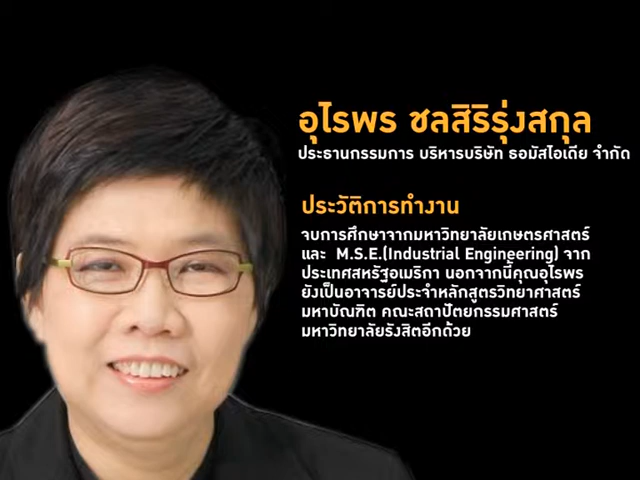 อุไรพร ชลสิริรุ่งสกุล
ประธานกรรมการ บริหารบริษัท ธอมัสไอเดีย จำกัด
ประวัติการทำงาน
จบการศึกษาจากมหาวิทยาลัยเกษตรศาสตร์
และ M.S.E.(Industrial Engineering) จาก
ประเทศสหรัฐอเมริกา นอกจากนี้คุณอุไรพร
ยังเป็นอาจารย์ประจำหลักสูตรวิทยาศาสตร์
มหาบัณฑิต คณะสถาปัตยกรรมศาสตร์
มหาวิทยาลัยรังสิตอีกด้วย